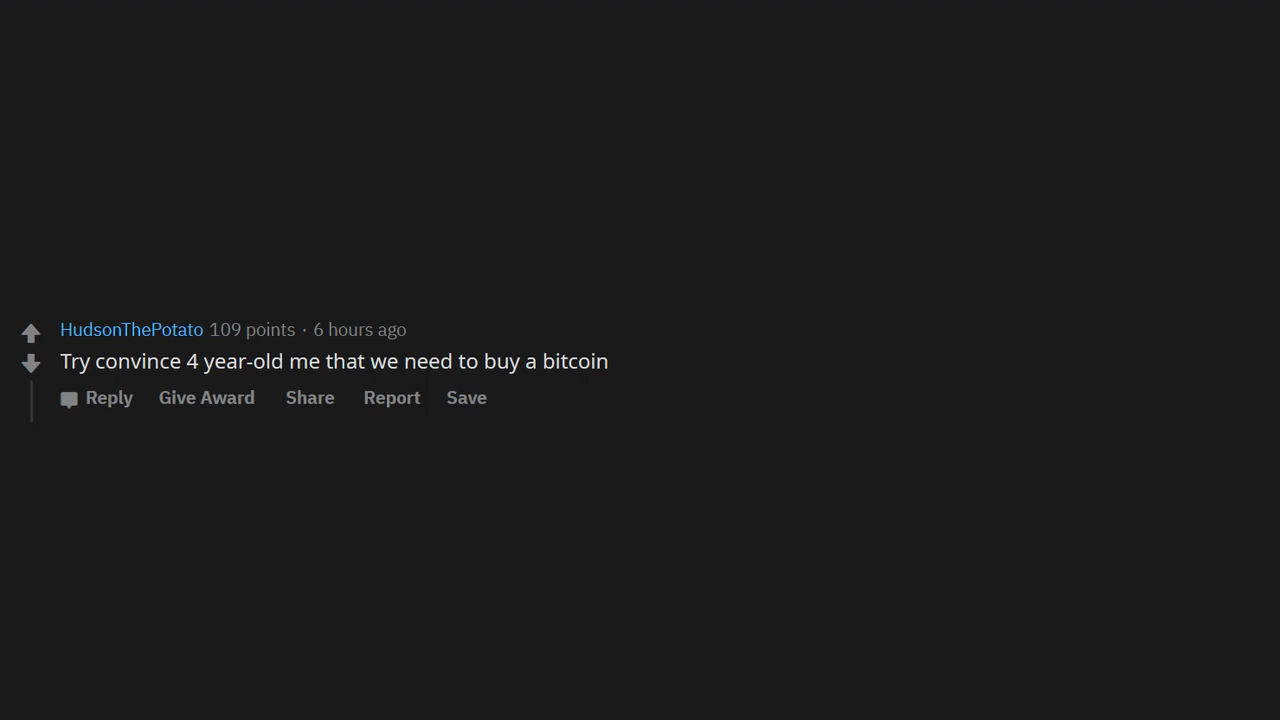 HudsonThePotato 109 points · 6 hours ago
Try convince 4 year-old me that we need to buy a bitcoin
Reply Give Award Share Report Save